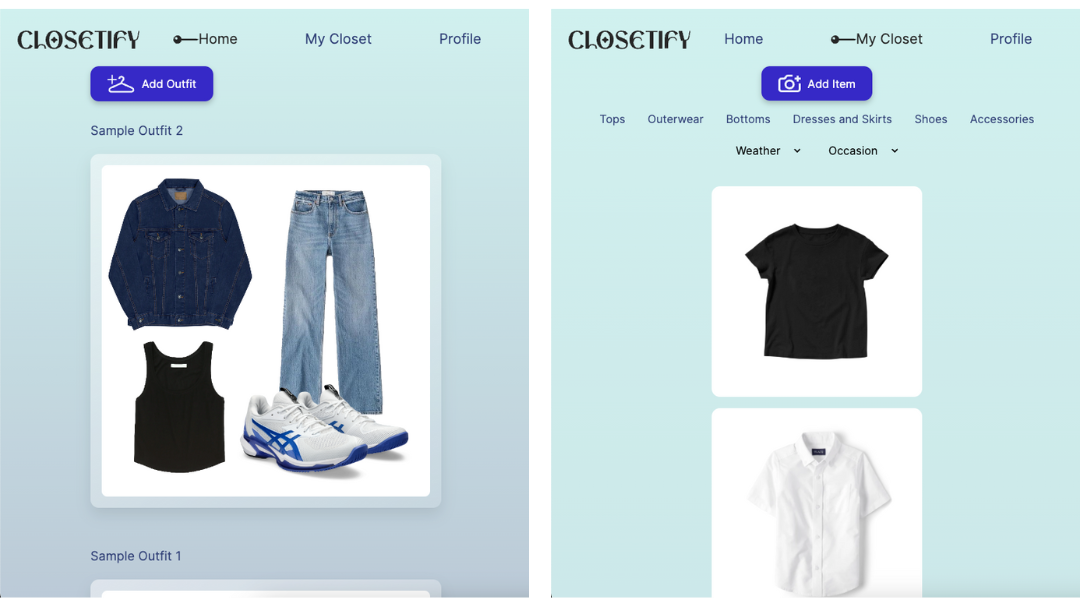 CLOSETIFY Home My Closet Profile
Add Outfit
Sample Outfit 2
Sample Outfit 1
CLOSETIFY Home My Closet Profile
Add Item
Tops Outerwear Bottoms Dresses and Skirts Shoes Accessories
Weather Occasion